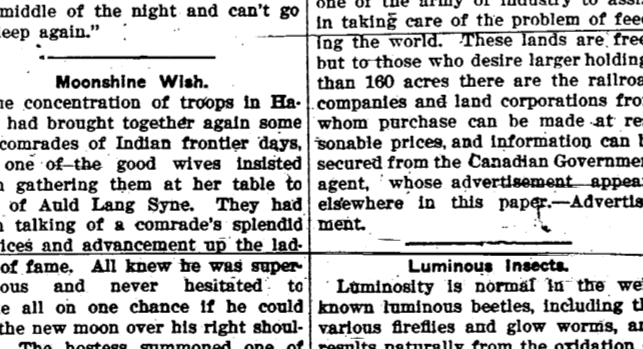 middle of the night and can't go
eep again."
Moonshine Wish.
ne concentration of troops in Ha-
had brought together again some
comrades of Indian frontier days,
one of the good wives insisted
gathering them at her table to
of Auld Lang Syne. They had
talking of a comrade's splendid
ices and advancement up the lad-
of fame. All knew he was super-
ous and never hesitated to
e all on one chance if he could
the new moon over his right shoul-
The hostess summoned one of
one of the army of industry to assi
in taking care of the problem of feed
ing the world. These lands are free
but to those who desire larger holding
than 160 acres there are the railroa
companies and land corporations fro
whom purchase can be made at re
sonable prices, and information can b
secured from the Canadian Governmen
agent, whose advertisement appea
elsewhere in this paper.—Advertis
ment.
Luminous Insects.
Luminosity is normal in the we
known luminous beetles, including th
various fireflies and glow worms, an
results naturally from the oxidation